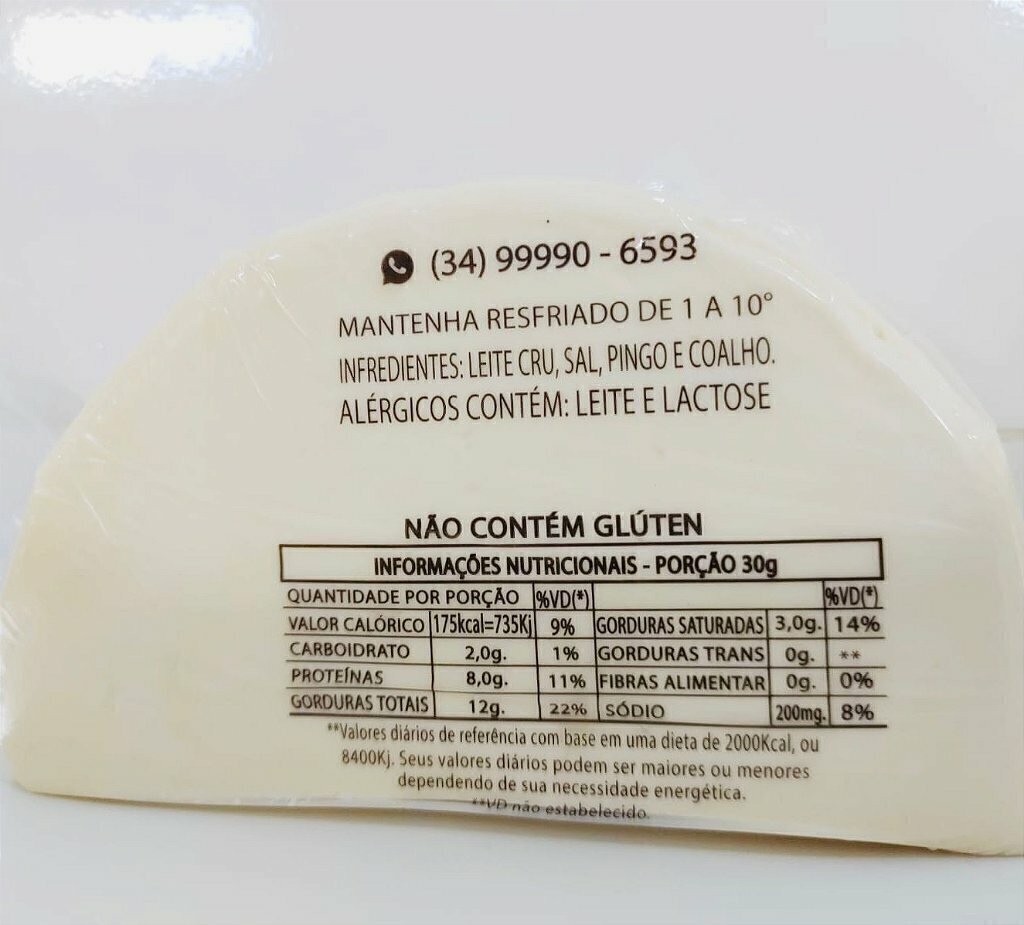 (34) 99990 - 6593
MANTENHA RESFRIADO DE 1 A 10°
INFREDIENTES: LEITE CRU, SAL, PINGO E COALHO.
ALÉRGICOS CONTÉM: LEITE E LACTOSE
NÃO CONTÉM GLÚTEN
INFORMAÇÕES NUTRICIONAIS - PORÇÃO 30g
QUANTIDADE POR PORÇÃO %VD(*) %VD(*)
VALOR CALÓRICO 175kcal=735Kj 9% GORDURAS SATURADAS 3,0g. 14%
CARBOIDRATO 2,0g. 1% GORDURAS TRANS 0g. **
PROTEÍNAS 8,0g. 11% FIBRAS ALIMENTAR 0g. 0%
GORDURAS TOTAIS 12g. 22% SÓDIO 200mg. 8%
**Valores diários de referência com base em uma dieta de 2000Kcal, ou
8400Kj. Seus valores diários podem ser maiores ou menores
dependendo de sua necessidade energética.
**VD não estabelecido.